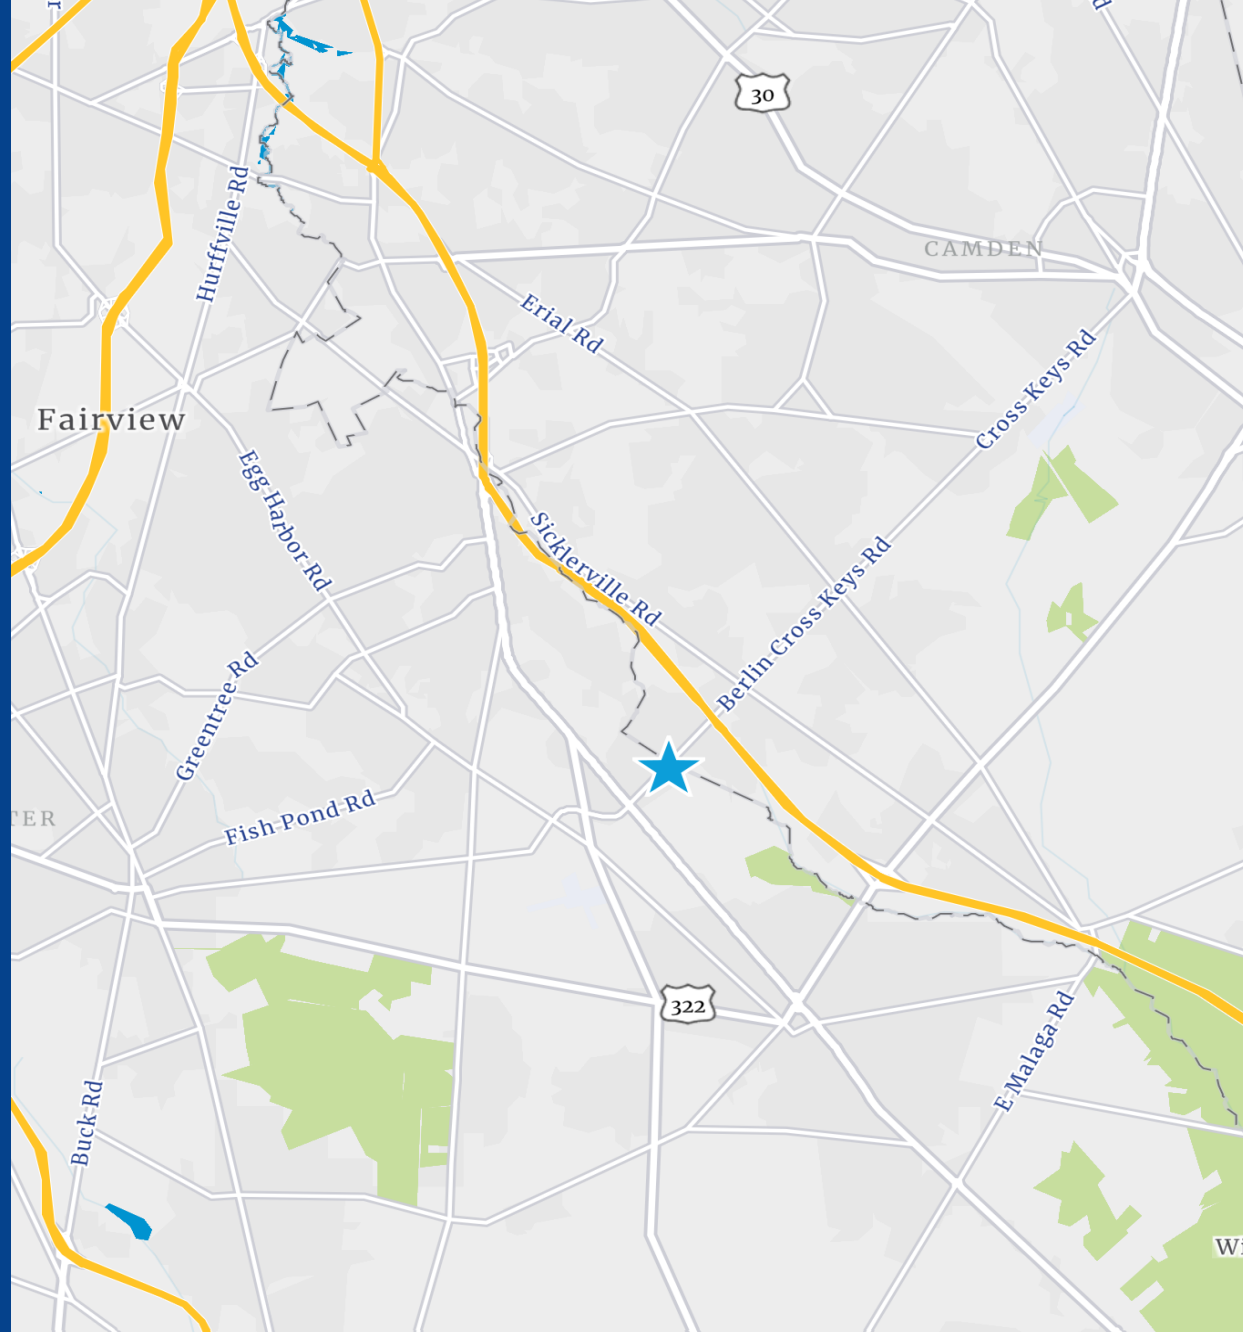 30
Hurffville Rd
CAMDEN
Erial Rd
Cross Keys Rd
Fairview
Egg Harbor Rd
Sicklerville Rd
Berlin Cross Keys Rd
Greentree Rd
Fish Pond Rd
TER
322
E Malaga Rd
Buck Rd
Wi